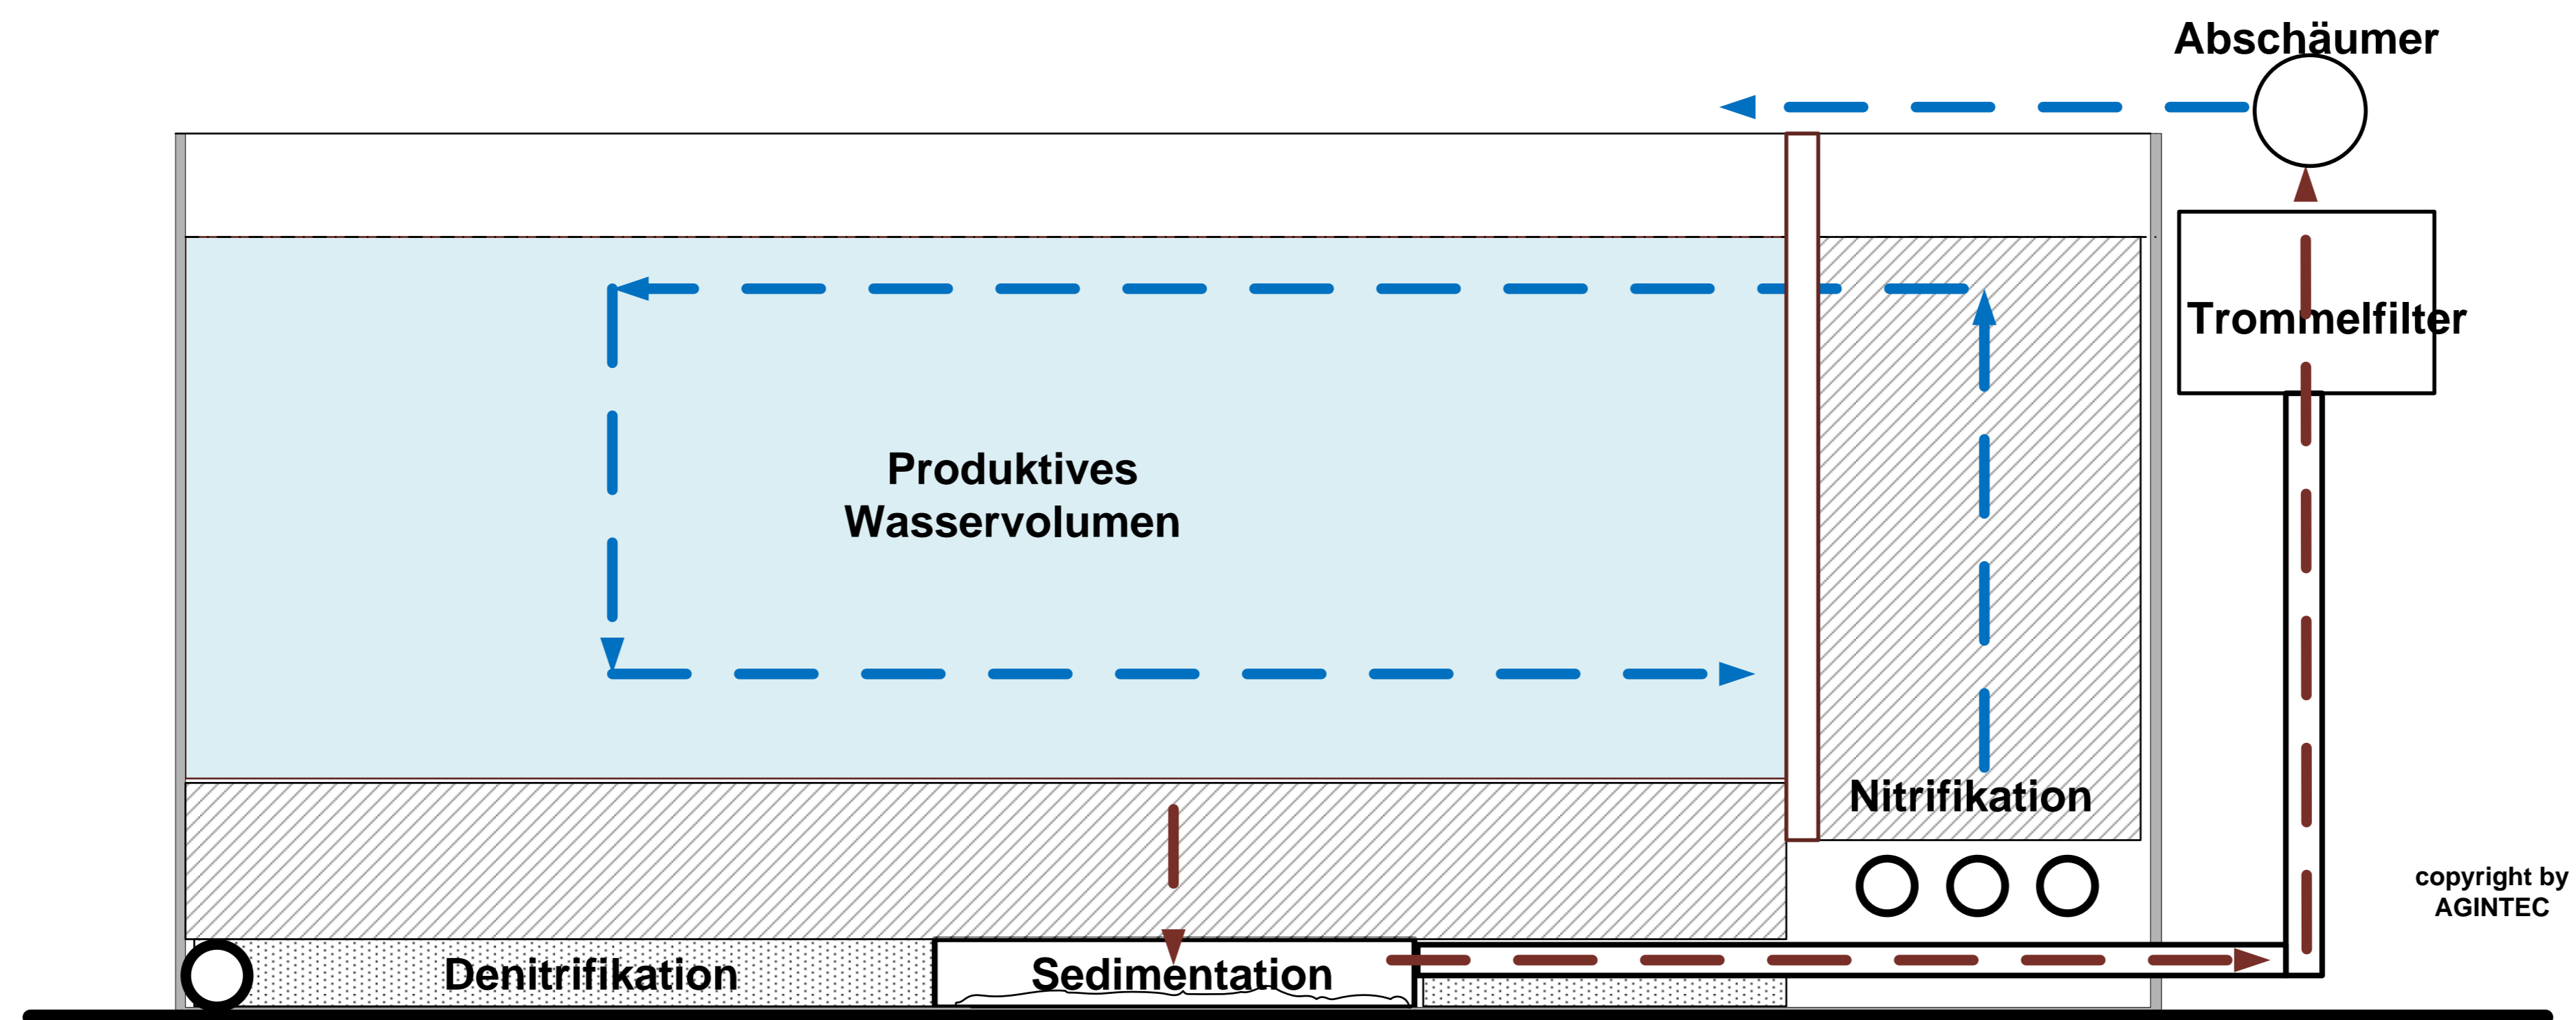 Abschäumer
Trommelfilter
Produktives
Wasservolumen
Nitrifikation
copyright by
AGINTEC
Denitrifikation
Sedimentation